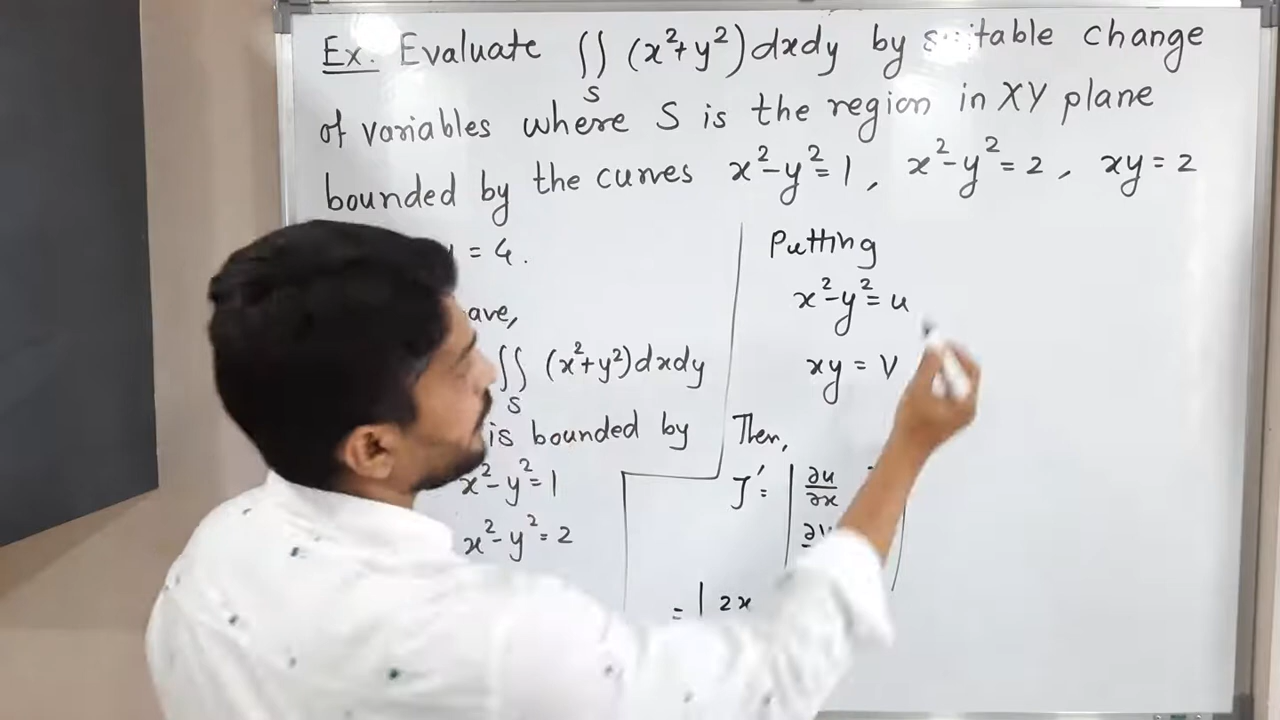 Ex. Evaluate ∬_S (x²+y²)dxdy by suitable change
of variables where S is the region in XY plane
bounded by the curves x²-y²=1, x²-y²=2, xy=2
= 4.
Putting
x²-y²=u
∬_S (x²+y²)dxdy
xy = v
is bounded by
Then,
x²-y²=1
J' = | ∂u/∂x
x²-y²=2
= | 2x